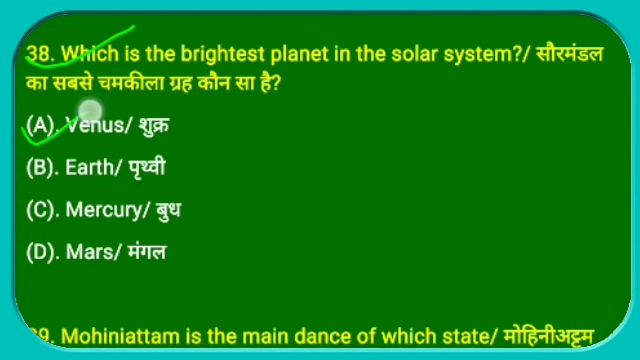 38. Which is the brightest planet in the solar system?/ सौरमंडल
का सबसे चमकीला ग्रह कौन सा है?
(A). Venus/ शुक्र
(B). Earth/ पृथ्वी
(C). Mercury/ बुध
(D). Mars/ मंगल
39. Mohiniattam is the main dance of which state/ मोहिनीअट्टम